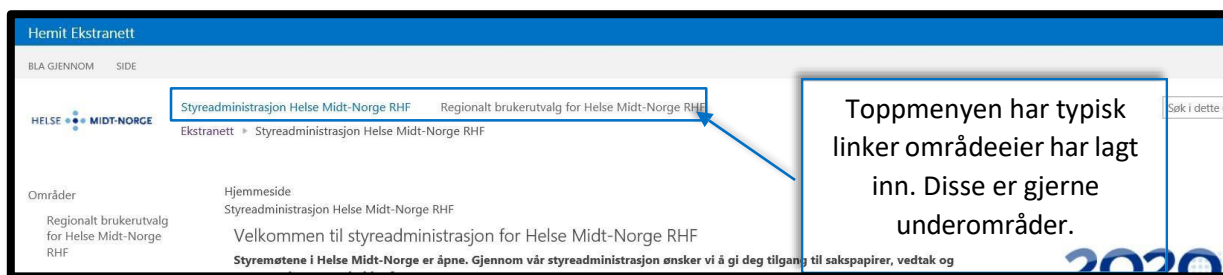 Hemit Ekstranett
BLA GJENNOM SIDE
Styreadministrasjon Helse Midt-Norge RHF Regionalt brukerutvalg for Helse Midt-Norge RHF
HELSE MIDT-NORGE
Ekstranett ▸ Styreadministrasjon Helse Midt-Norge RHF
Søk i dette
Toppmenyen har typisk
linker områdeeier har lagt
inn. Disse er gjerne
underområder.
Områder
Regionalt brukerutvalg
for Helse Midt-Norge
RHF
Hjemmeside
Styreadministrasjon Helse Midt-Norge RHF
Velkommen til styreadministrasjon for Helse Midt-Norge RHF
Styremøtene i Helse Midt-Norge er åpne. Gjennom vår styreadministrasjon ønsker vi å gi deg tilgang til sakspapirer, vedtak og
2020